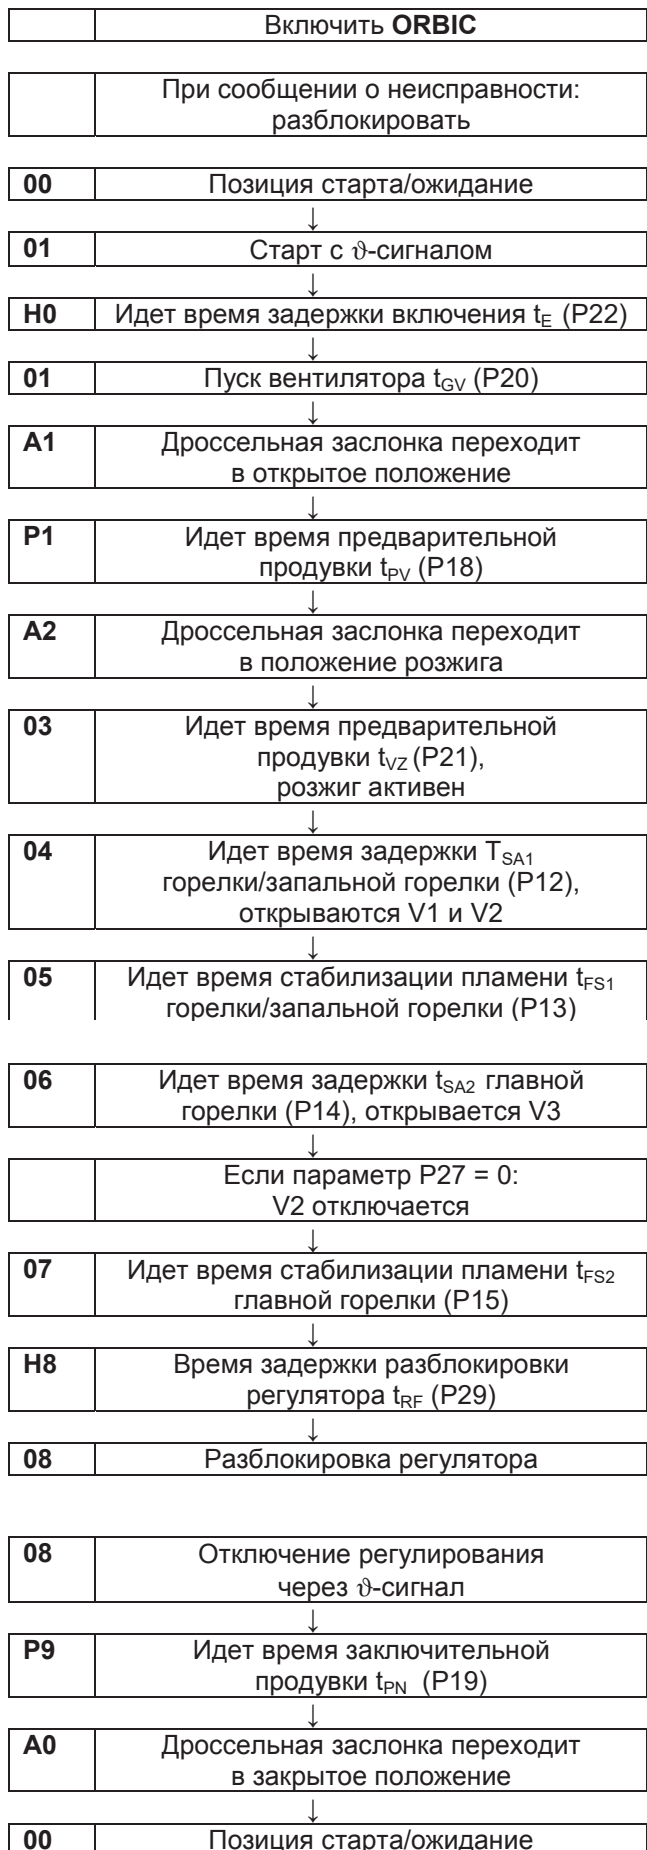 Включить ORBIC
При сообщении о неисправности:
разблокировать
00 Позиция старта/ожидание
↓
01 Старт с ϑ-сигналом
↓
H0 Идет время задержки включения tE (P22)
↓
01 Пуск вентилятора tGV (P20)
↓
A1 Дроссельная заслонка переходит
в открытое положение
↓
P1 Идет время предварительной
продувки tPV (P18)
↓
A2 Дроссельная заслонка переходит
в положение розжига
↓
03 Идет время предварительной
продувки tVZ (P21),
розжиг активен
↓
04 Идет время задержки TSA1
горелки/запальной горелки (P12),
открываются V1 и V2
↓
05 Идет время стабилизации пламени tFS1
горелки/запальной горелки (P13)
06 Идет время задержки tSA2 главной
горелки (P14), открывается V3
↓
Если параметр P27 = 0:
V2 отключается
↓
07 Идет время стабилизации пламени tFS2
главной горелки (P15)
↓
H8 Время задержки разблокировки
регулятора tRF (P29)
↓
08 Разблокировка регулятора
08 Отключение регулирования
через ϑ-сигнал
↓
P9 Идет время заключительной
продувки tPN (P19)
↓
A0 Дроссельная заслонка переходит
в закрытое положение
↓
00 Позиция старта/ожидание